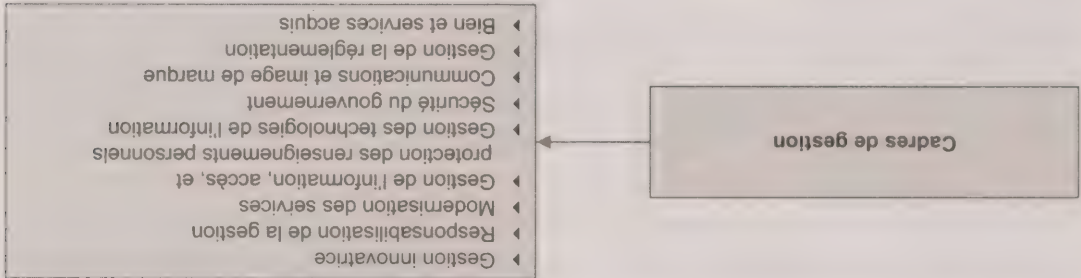 Cadres de gestion
Gestion innovatrice
Responsabilisation de la gestion
Modernisation des services
Gestion de l'information, accès, et
protection des renseignements personnels
Gestion des technologies de l'information
Sécurité du gouvernement
Communications et image de marque
Gestion de la réglementation
Bien et services acquis